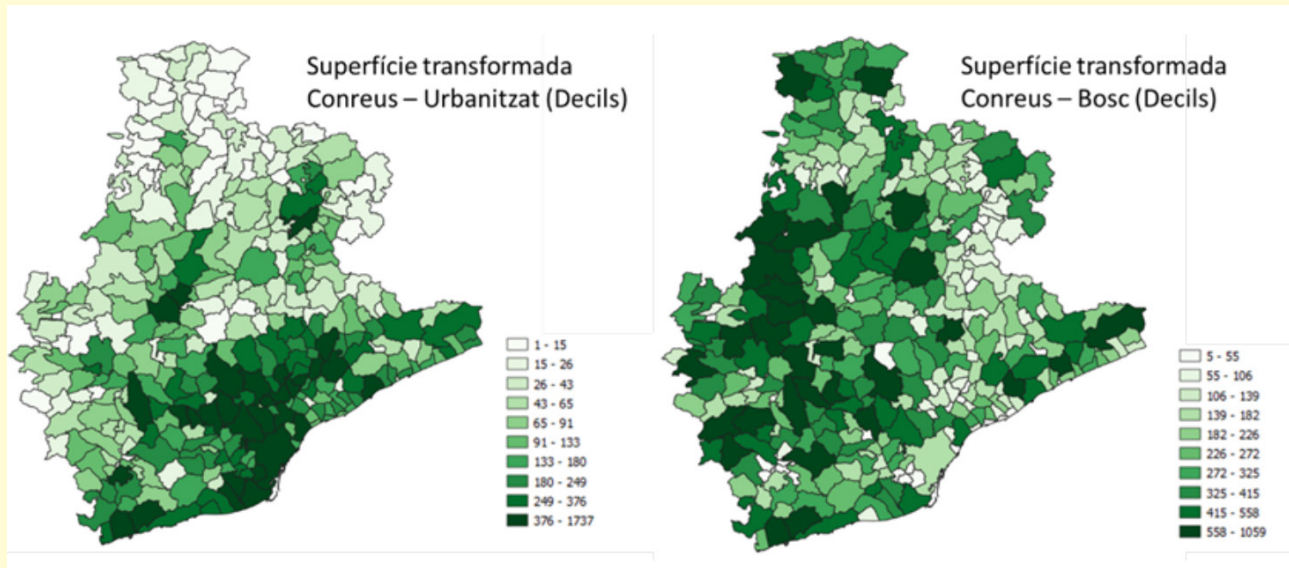 Superfície transformada
Conreus – Urbanitzat (Decils)
1 - 15
15 - 26
26 - 43
43 - 65
65 - 91
91 - 133
133 - 180
180 - 249
249 - 376
376 - 1737
Superfície transformada
Conreus – Bosc (Decils)
5 - 55
55 - 106
106 - 139
139 - 182
182 - 226
226 - 272
272 - 325
325 - 415
415 - 558
558 - 1059